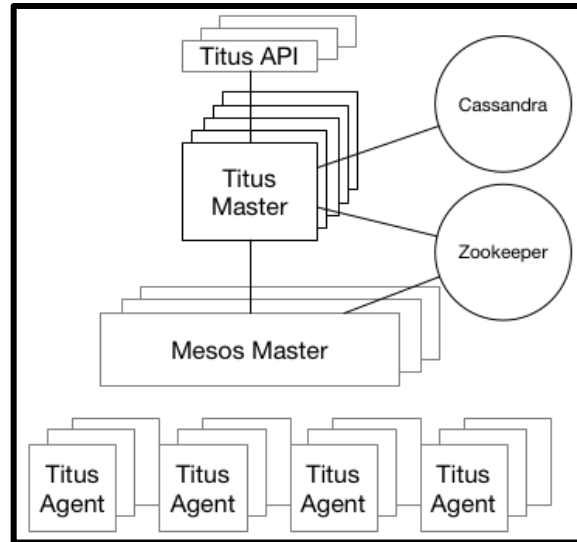 Titus API
Cassandra
Titus
Master
Zookeeper
Mesos Master
Titus
Agent
Titus
Agent
Titus
Agent
Titus
Agent